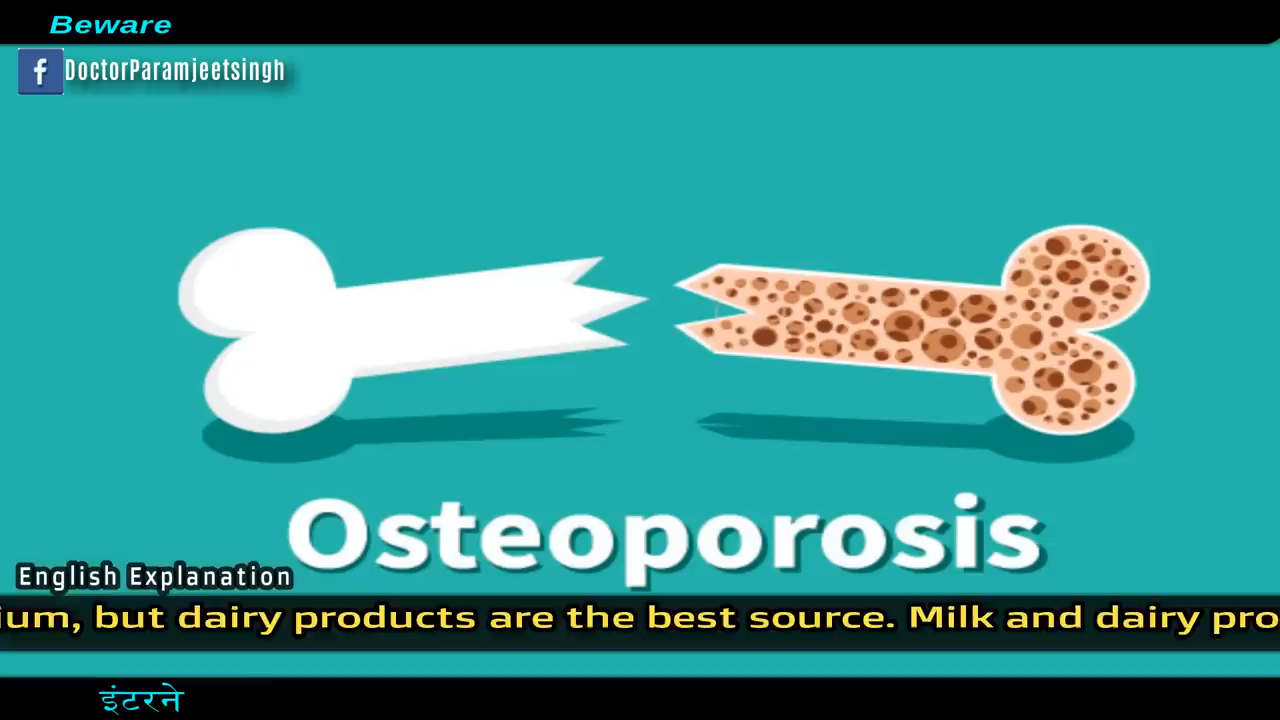 Beware
DoctorParamjeetsingh
Osteoporosis
English Explanation
ium, but dairy products are the best source. Milk and dairy pro
इंटरने